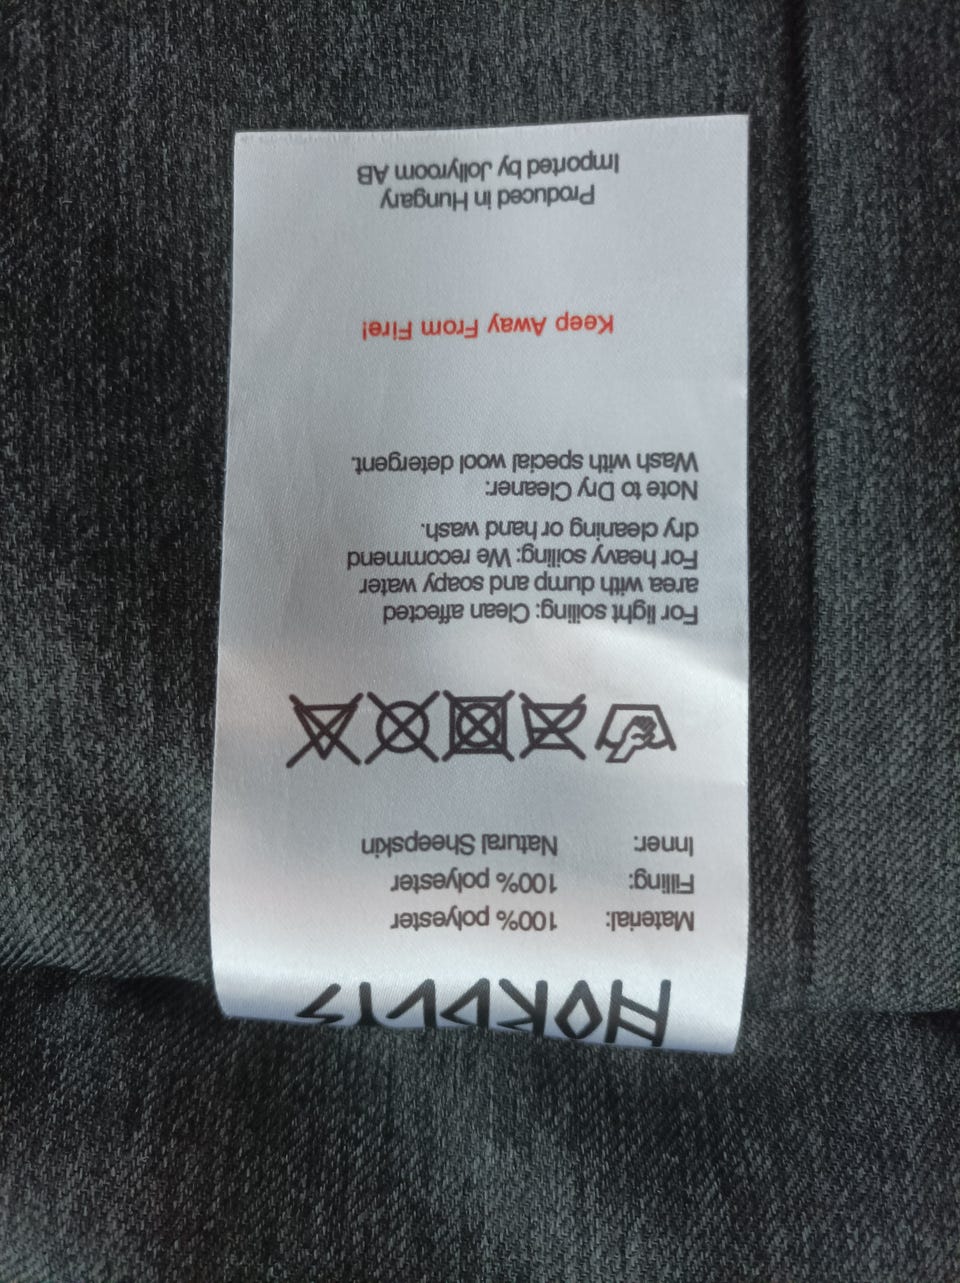 Material: 100% polyester
Filling: 100% polyester
Inner: Natural Sheepskin
For light soiling: Clean affected
area with dump and soapy water
For heavy soiling: We recommend
dry cleaning or hand wash.
Note to Dry Cleaner:
Wash with special wool detergent.
Keep Away From Fire!
Produced in Hungary
Imported by Jollyroom AB